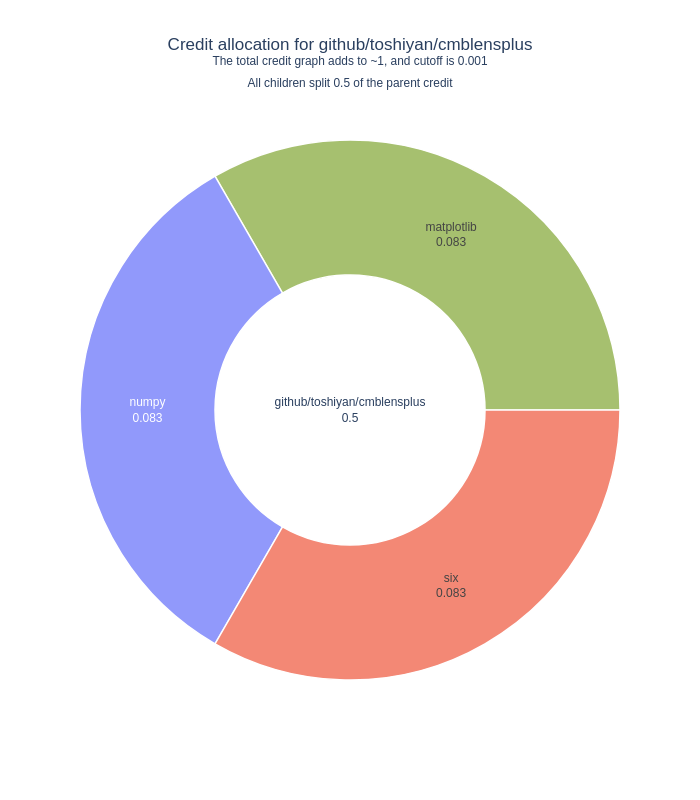 Credit allocation for github/toshiyan/cmblensplus
The total credit graph adds to ~1, and cutoff is 0.001
All children split 0.5 of the parent credit
matplotlib
0.083
numpy
0.083
github/toshiyan/cmblensplus
0.5
six
0.083